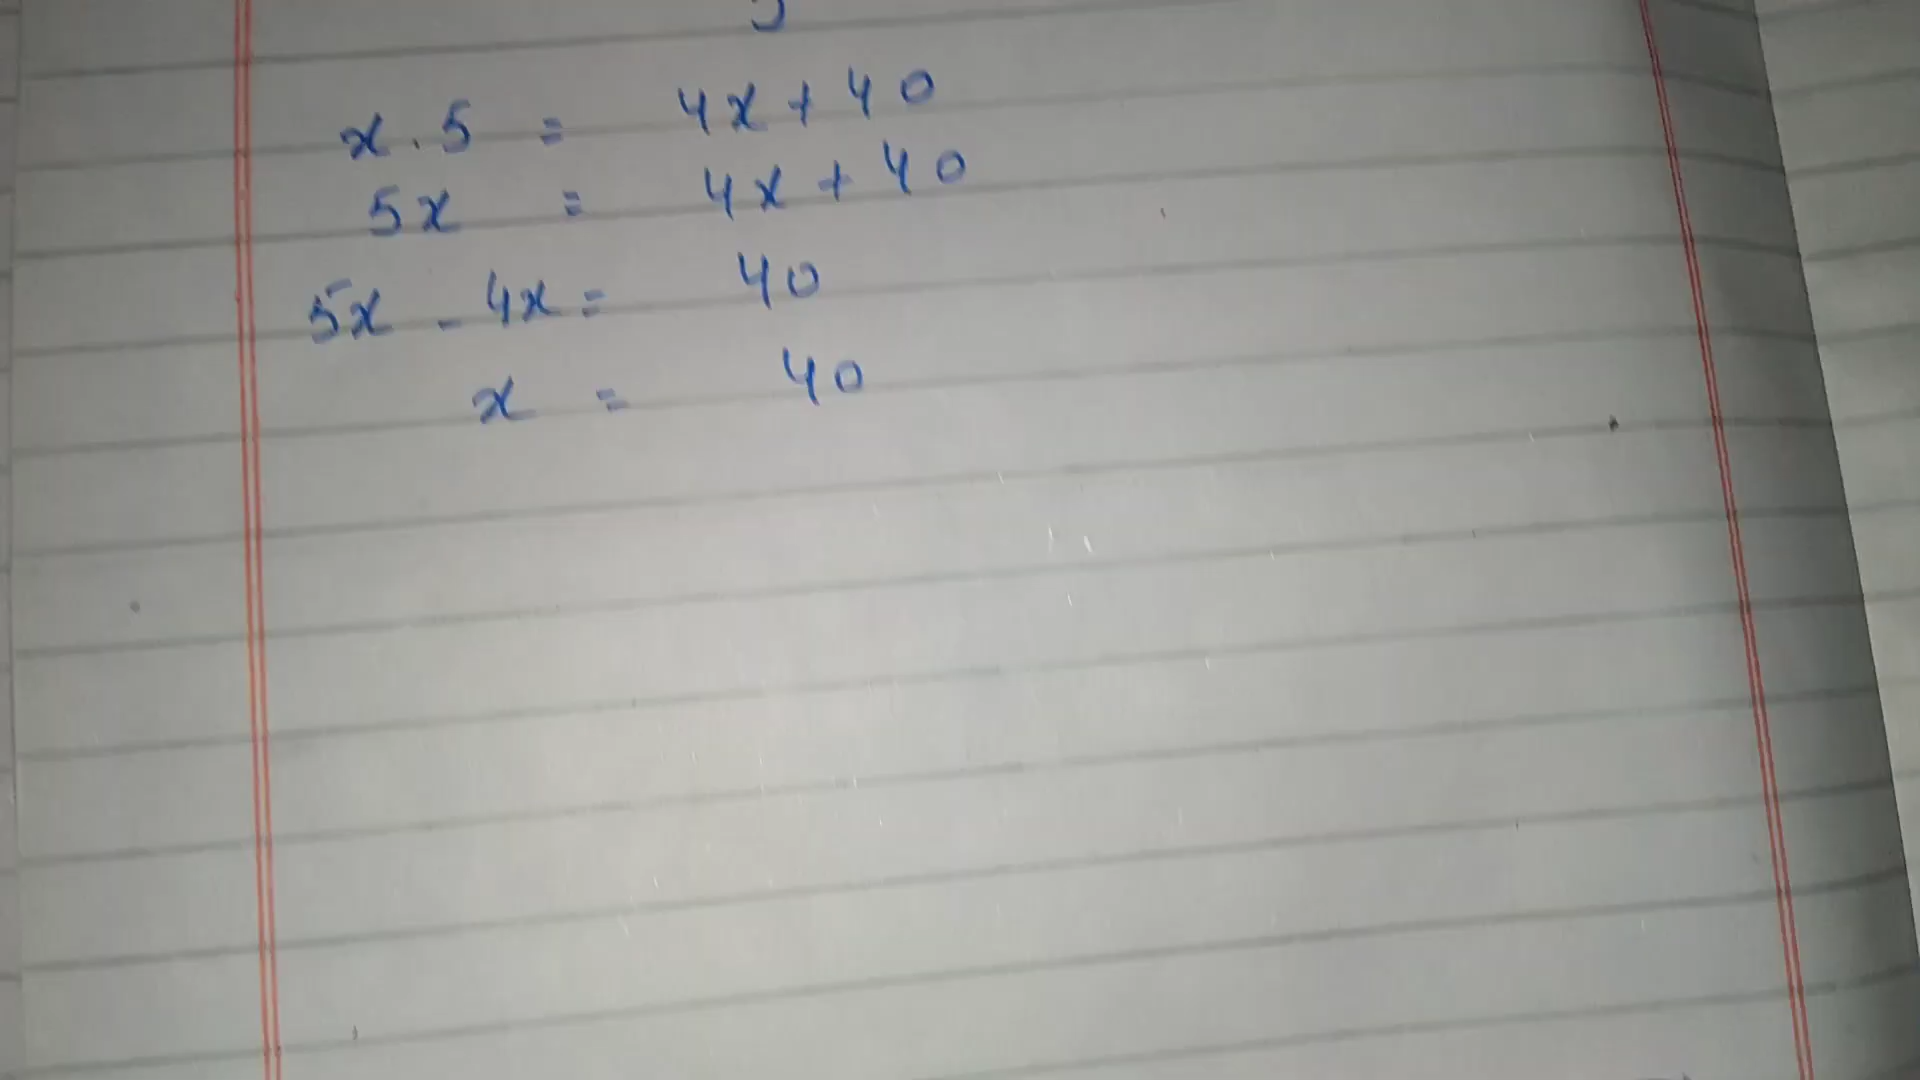 x . 5 = 4x + 40
5x = 4x + 40
5x - 4x = 40
x = 40